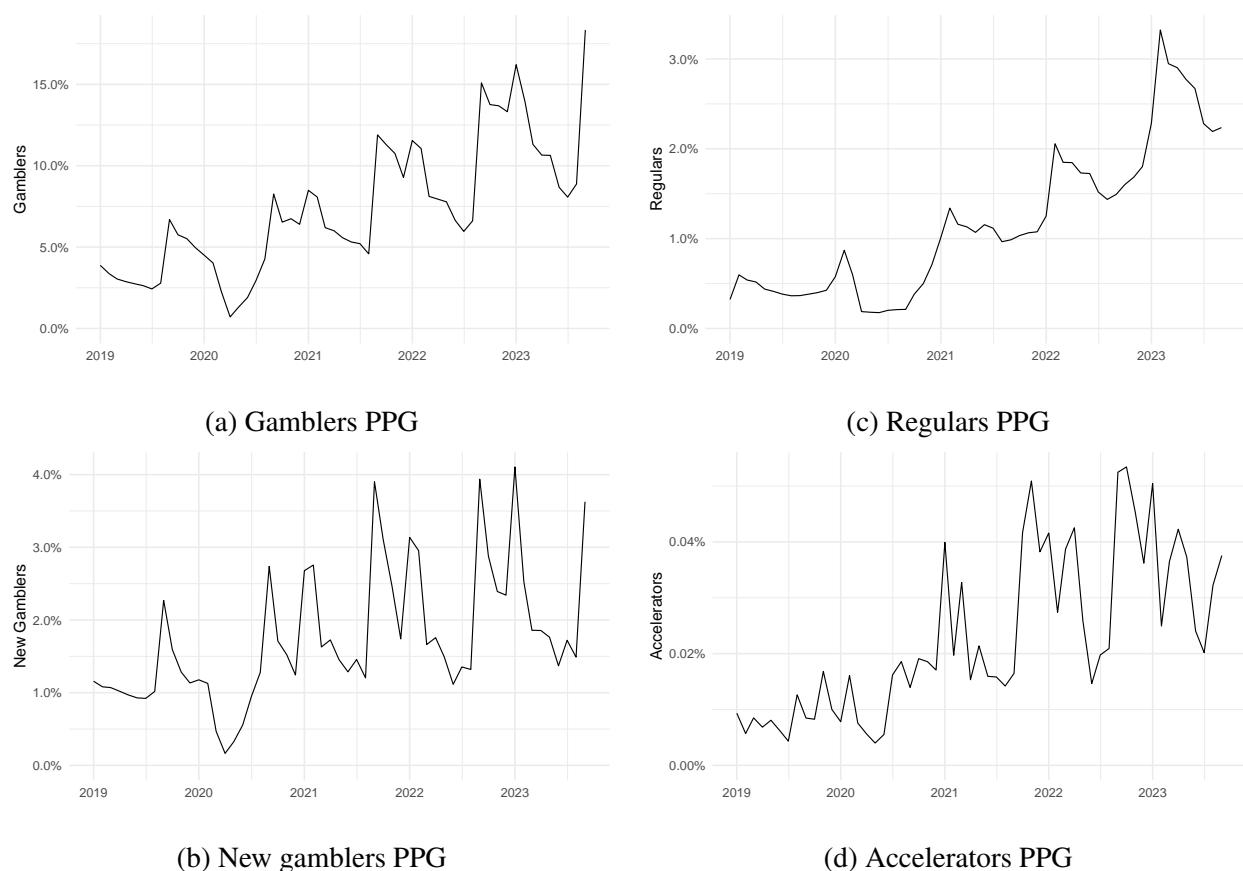 Gamblers
15.0%
10.0%
5.0%
0.0%
2019 2020 2021 2022 2023
(a) Gamblers PPG
Regulars
3.0%
2.0%
1.0%
0.0%
2019 2020 2021 2022 2023
(c) Regulars PPG
New Gamblers
4.0%
3.0%
2.0%
1.0%
0.0%
2019 2020 2021 2022 2023
(b) New gamblers PPG
Accelerators
0.04%
0.02%
0.00%
2019 2020 2021 2022 2023
(d) Accelerators PPG